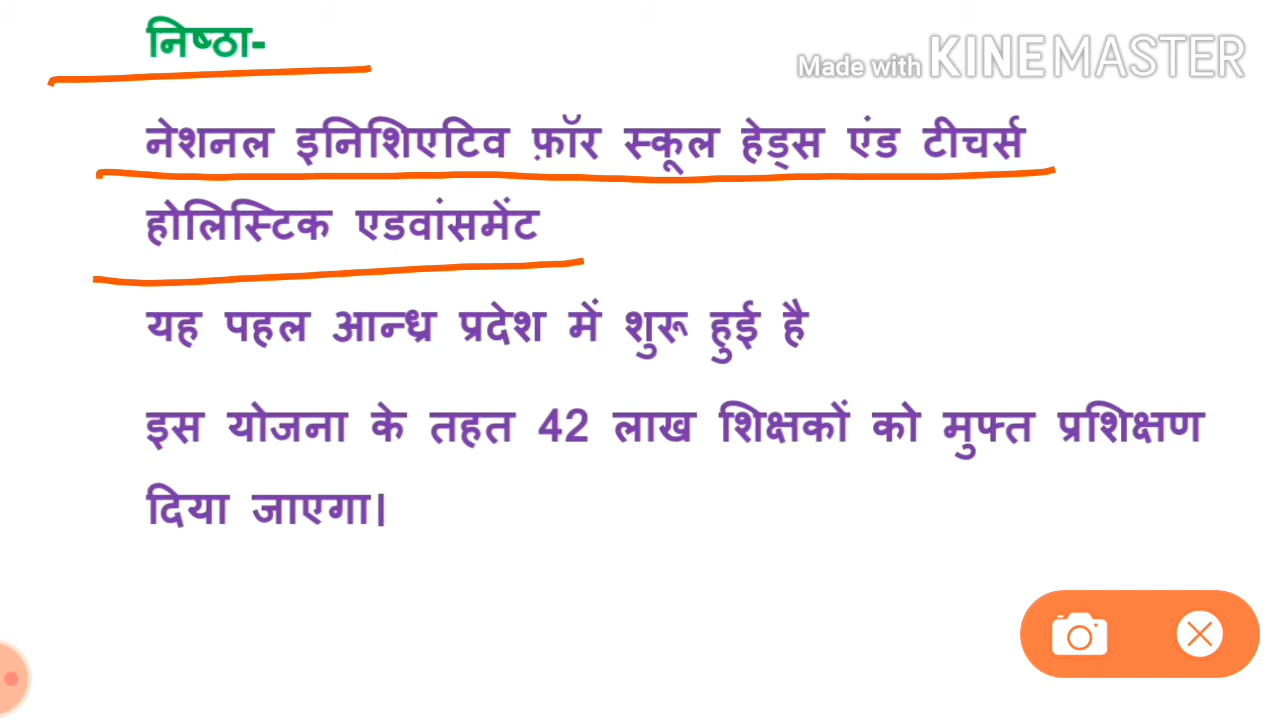 निष्ठा-
Made with KINEMASTER
नेशनल इनिशिएटिव फ़ॉर स्कूल हेड्स एंड टीचर्स
होलिस्टिक एडवांसमेंट
यह पहल आन्ध्र प्रदेश में शुरू हुई है
इस योजना के तहत 42 लाख शिक्षकों को मुफ्त प्रशिक्षण
दिया जाएगा।